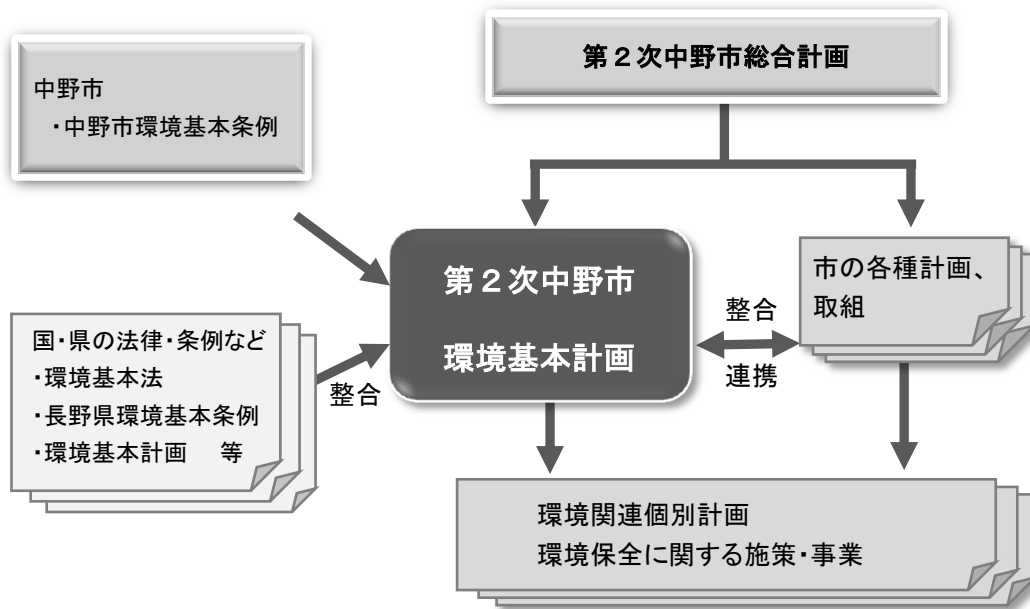 第２次中野市総合計画
中野市
・中野市環境基本条例
第２次中野市
環境基本計画
市の各種計画、
取組
整合
連携
国・県の法律・条例など
・環境基本法
・長野県環境基本条例
・環境基本計画　等
整合
環境関連個別計画
環境保全に関する施策・事業